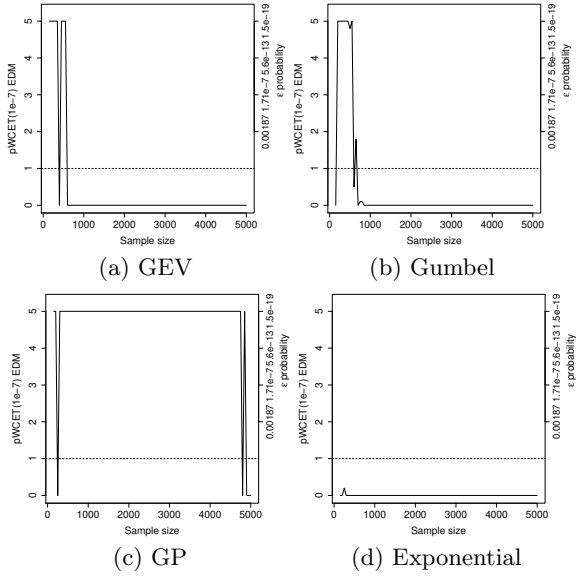 5
4
3
2
1
0
pWCET(1e-7) EDM
0.00187 1.71e-7 5.6e-13 1.5e-19
ε probability
0 1000 2000 3000 4000 5000
Sample size
(a) GEV
5
4
3
2
1
0
pWCET(1e-7) EDM
0.00187 1.71e-7 5.6e-13 1.5e-19
ε probability
0 1000 2000 3000 4000 5000
Sample size
(b) Gumbel
5
4
3
2
1
0
pWCET(1e-7) EDM
0.00187 1.71e-7 5.6e-13 1.5e-19
ε probability
0 1000 2000 3000 4000 5000
Sample size
(c) GP
5
4
3
2
1
0
pWCET(1e-7) EDM
0.00187 1.71e-7 5.6e-13 1.5e-19
ε probability
0 1000 2000 3000 4000 5000
Sample size
(d) Exponential